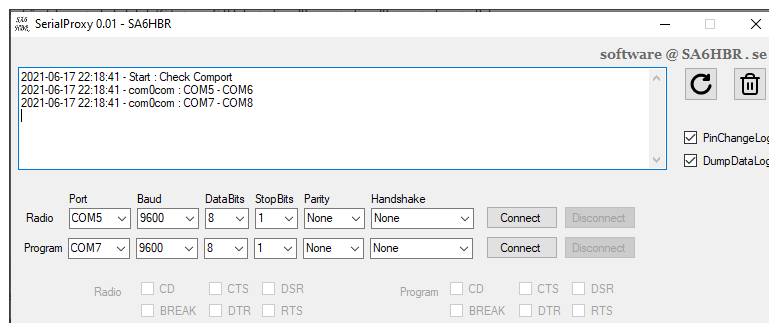 SA6
HBR
SerialProxy 0.01 - SA6HBR
software @ SA6HBR . se
2021-06-17 22:18:41 - Start : Check Comport
2021-06-17 22:18:41 - com0com : COM5 - COM6
2021-06-17 22:18:41 - com0com : COM7 - COM8
PinChangeLog
DumpDataLog
Port Baud DataBits StopBits Parity Handshake
Radio COM5 9600 8 1 None None Connect Disconnect
Program COM7 9600 8 1 None None Connect Disconnect
Radio CD CTS DSR Program CD CTS DSR
BREAK DTR RTS BREAK DTR RTS